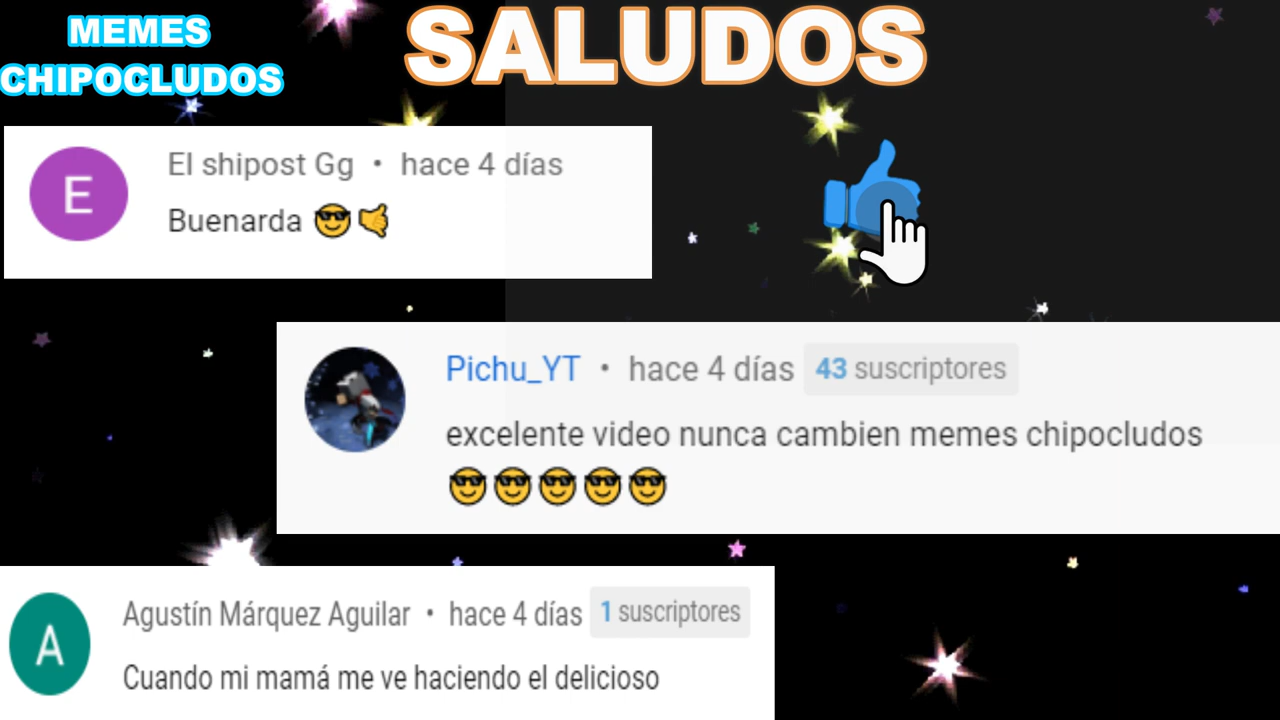 MEMES
CHIPOCLUDOS
SALUDOS
E
El shipost Gg • hace 4 días
Buenarda 😎🤙
Pichu_YT • hace 4 días 43 suscriptores
excelente video nunca cambien memes chipocludos
😎😎😎😎😎
A
Agustín Márquez Aguilar • hace 4 días 1 suscriptores
Cuando mi mamá me ve haciendo el delicioso